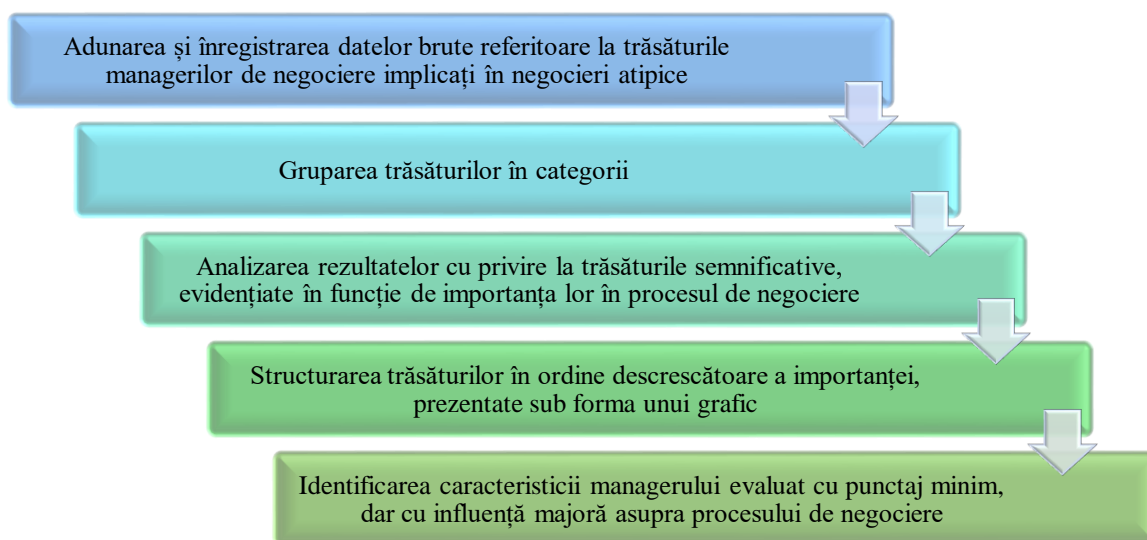 Adunarea și înregistrarea datelor brute referitoare la trăsăturile
managerilor de negociere implicați în negocieri atipice
Gruparea trăsăturilor în categorii
Analizarea rezultatelor cu privire la trăsăturile semnificative,
evidențiate în funcție de importanța lor în procesul de negociere
Structurarea trăsăturilor în ordine descrescătoare a importanței,
prezentate sub forma unui grafic
Identificarea caracteristicii managerului evaluat cu punctaj minim,
dar cu influență majoră asupra procesului de negociere